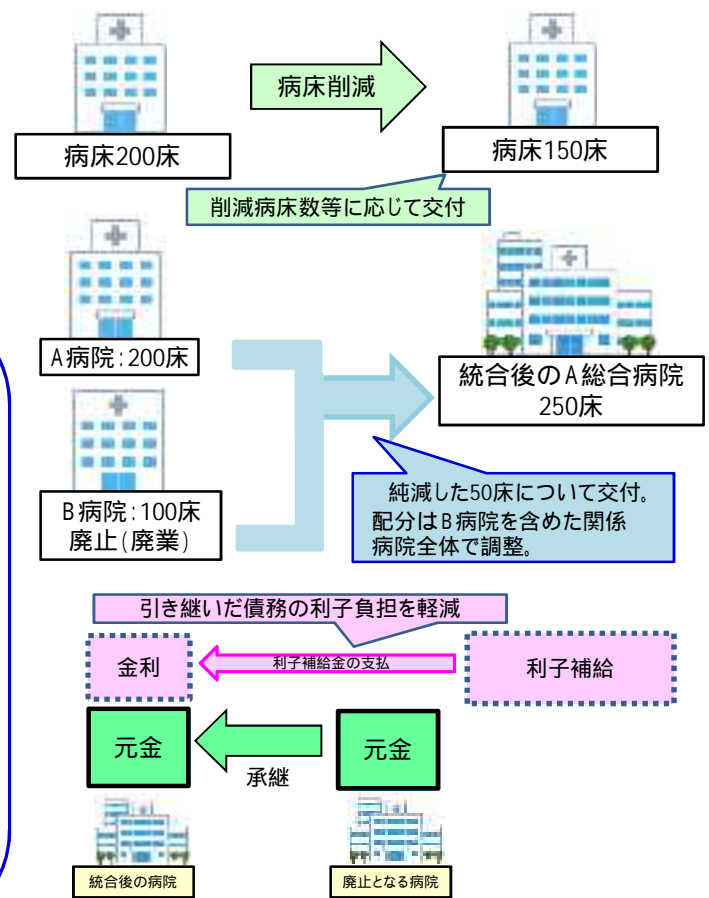 病床削減
病床200床
病床150床
削減病床数等に応じて交付
A病院:200床
統合後のA総合病院
250床
B病院:100床
廃止(廃業)
純減した50床について交付。
配分はB病院を含めた関係
病院全体で調整。
引き継いだ債務の利子負担を軽減
金利
利子補給金の支払
利子補給
元金
承継
元金
統合後の病院
廃止となる病院